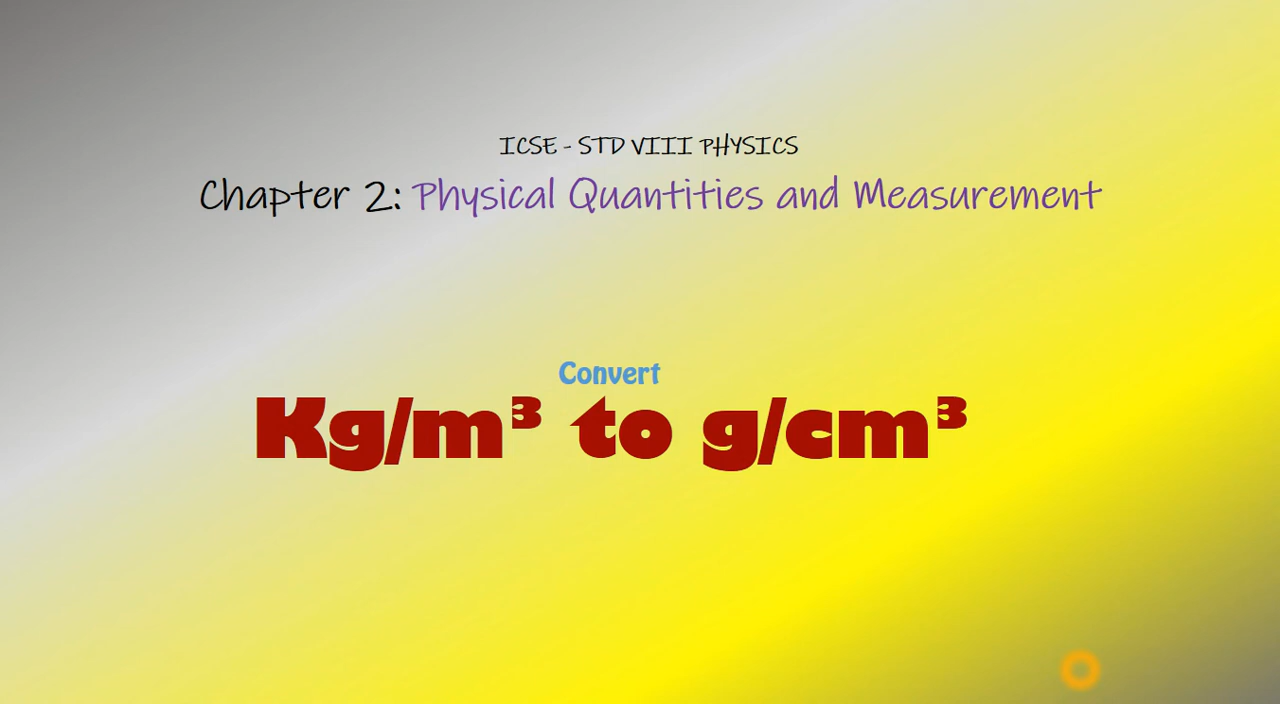 ICSE - STD VIII PHYSICS
Chapter 2: Physical Quantities and Measurement
Convert
Kg/m³ to g/cm³